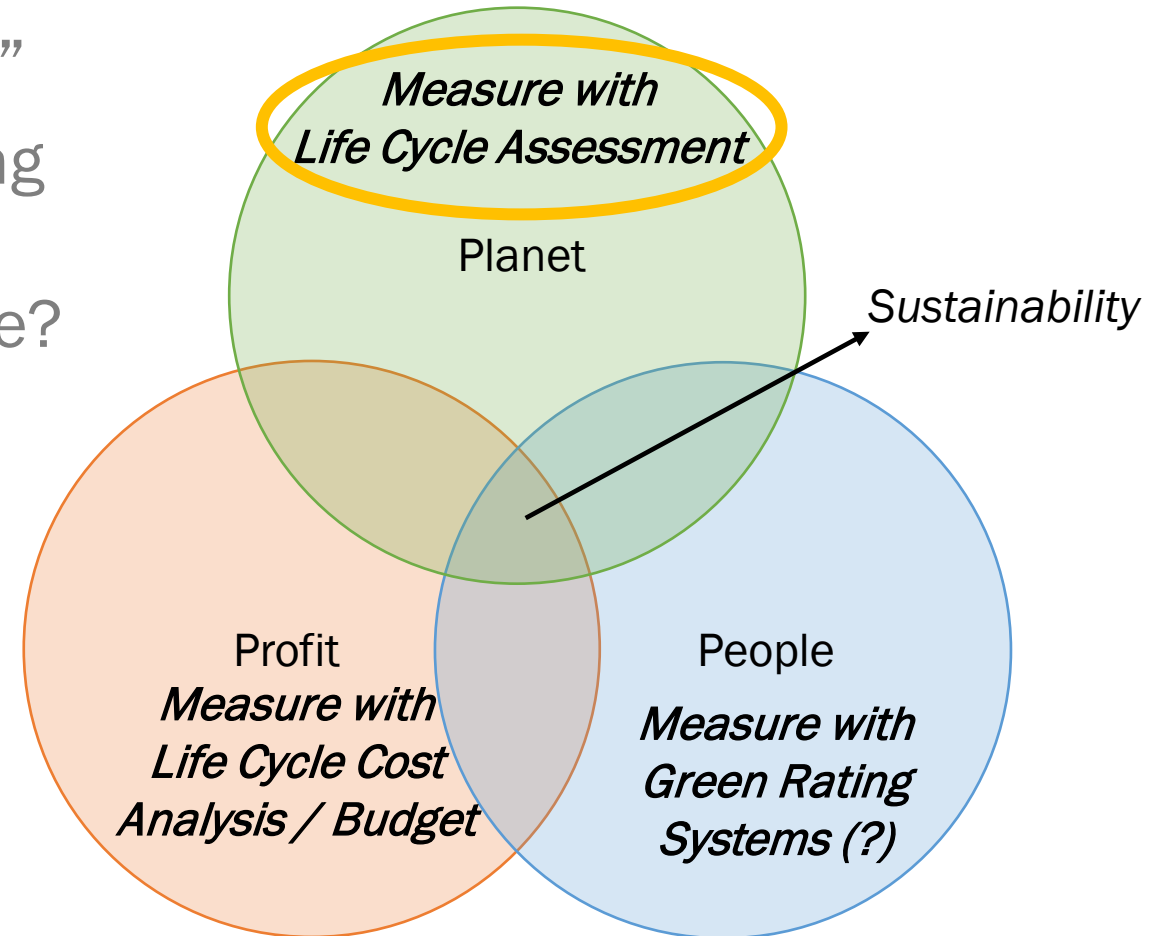 ”
ng
e?
Measure with
Life Cycle Assessment
Planet
Sustainability
Profit
Measure with
Life Cycle Cost
Analysis / Budget
People
Measure with
Green Rating
Systems (?)